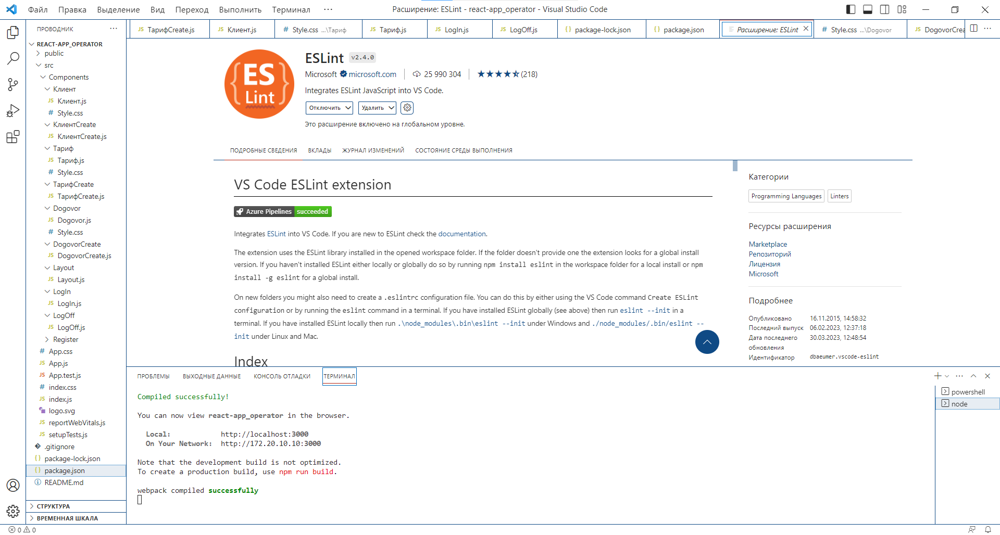 Файл Правка Выделение Вид Переход Выполнить Терминал ···
Расширение: ESLint - react-app_operator - Visual Studio Code
ПРОВОДНИК ···
REACT-APP_OPERATOR
public
src
Components
Клиент
JS Клиент.js
# Style.css
КлиентCreate
JS КлиентCreate.js
Тариф
JS Тариф.js
# Style.css
ТарифCreate
JS ТарифCreate.js
Dogovor
JS Dogovor.js
# Style.css
DogovorCreate
JS DogovorCreate.js
Layout
JS Layout.js
LogIn
JS LogIn.js
LogOff
JS LogOff.js
Register
# App.css
JS App.js
JS App.test.js
# index.css
JS index.js
logo.svg
JS reportWebVitals.js
JS setupTests.js
.gitignore
{} package-lock.json
{} package.json
README.md
СТРУКТУРА
ВРЕМЕННАЯ ШКАЛА
0 0
JS ТарифCreate.js
JS Клиент.js
# Style.css ...\Тариф
JS Тариф.js
JS LogIn.js
JS LogOff.js
{} package-lock.json
{} package.json
Расширение: ESLint
# Style.css ...\Dogovor
JS DogovorCrea
ES
Lint
ESLint v2.4.0
Microsoft microsoft.com 25 990 304 (218)
Integrates ESLint JavaScript into VS Code.
Отключить Удалить
Это расширение включено на глобальном уровне.
ПОДРОБНЫЕ СВЕДЕНИЯ ВКЛАДЫ ЖУРНАЛ ИЗМЕНЕНИЙ СОСТОЯНИЕ СРЕДЫ ВЫПОЛНЕНИЯ
VS Code ESLint extension
Azure Pipelines succeeded
Integrates ESLint into VS Code. If you are new to ESLint check the documentation.
The extension uses the ESLint library installed in the opened workspace folder. If the folder doesn't provide one the extension looks for a global install
version. If you haven't installed ESLint either locally or globally do so by running npm install eslint in the workspace folder for a local install or npm
install -g eslint for a global install.
On new folders you might also need to create a .eslintrc configuration file. You can do this by either using the VS Code command Create ESLint
configuration or by running the eslint command in a terminal. If you have installed ESLint globally (see above) then run eslint --init in a
terminal. If you have installed ESLint locally then run .\node_modules\.bin\eslint --init under Windows and ./node_modules/.bin/eslint --
init under Linux and Mac.
Index
Категории
Programming Languages Linters
Ресурсы расширения
Marketplace
Репозиторий
Лицензия
Microsoft
Подробнее
Опубликовано 16.11.2015, 14:58:32
Последний выпуск 06.02.2023, 12:37:18
Дата последнего 30.03.2023, 12:48:54
обновления
Идентификатор dbaeumer.vscode-eslint
ПРОБЛЕМЫ ВЫХОДНЫЕ ДАННЫЕ КОНСОЛЬ ОТЛАДКИ ТЕРМИНАЛ
Compiled successfully!
You can now view react-app_operator in the browser.
Local: http://localhost:3000
On Your Network: http://172.20.10.10:3000
Note that the development build is not optimized.
To create a production build, use npm run build.
webpack compiled successfully
powershell
node